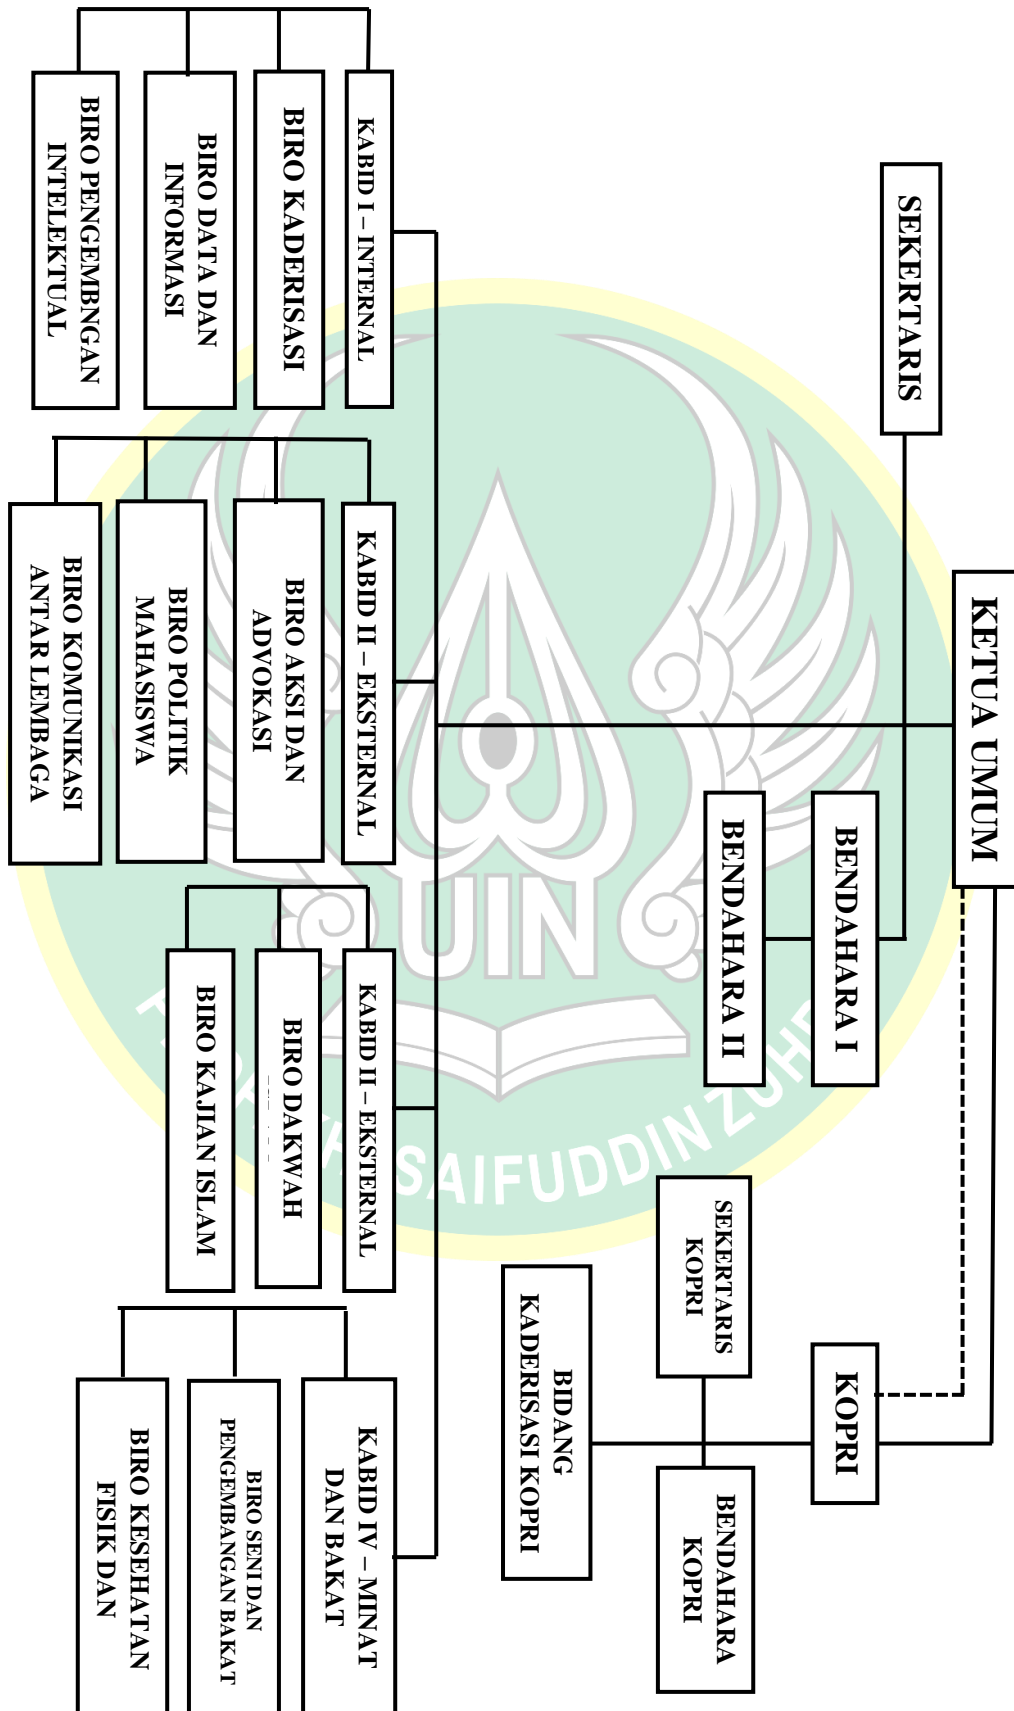 KETUA UMUM
SEKERTARIS
BENDAHARA I
BENDAHARA II
KOPRI
SEKERTARIS
KOPRI
BENDAHARA
KOPRI
BIDANG
KADERISASI KOPRI
KABID I – INTERNAL
BIRO KADERISASI
BIRO DATA DAN
INFORMASI
BIRO PENGEMBNGAN
INTELEKTUAL
KABID II – EKSTERNAL
BIRO AKSI DAN
ADVOKASI
BIRO POLITIK
MAHASISWA
BIRO KOMUNIKASI
ANTAR LEMBAGA
KABID II – EKSTERNAL
BIRO DAKWAH
BIRO KAJIAN ISLAM
KABID IV – MINAT
DAN BAKAT
BIRO SENI DAN
PENGEMBANGAN BAKAT
BIRO KESEHATAN
FISIK DAN
UIN
SAIFUDDIN